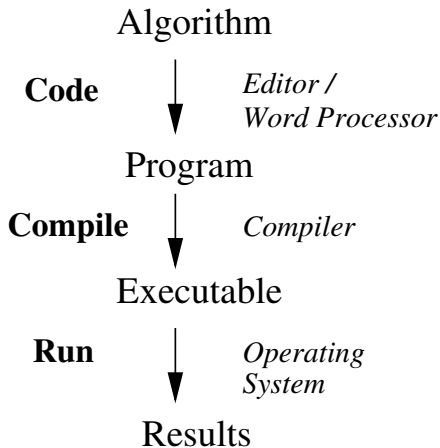 Algorithm
Code
Editor /
Word Processor
Program
Compile
Compiler
Executable
Run
Operating
System
Results